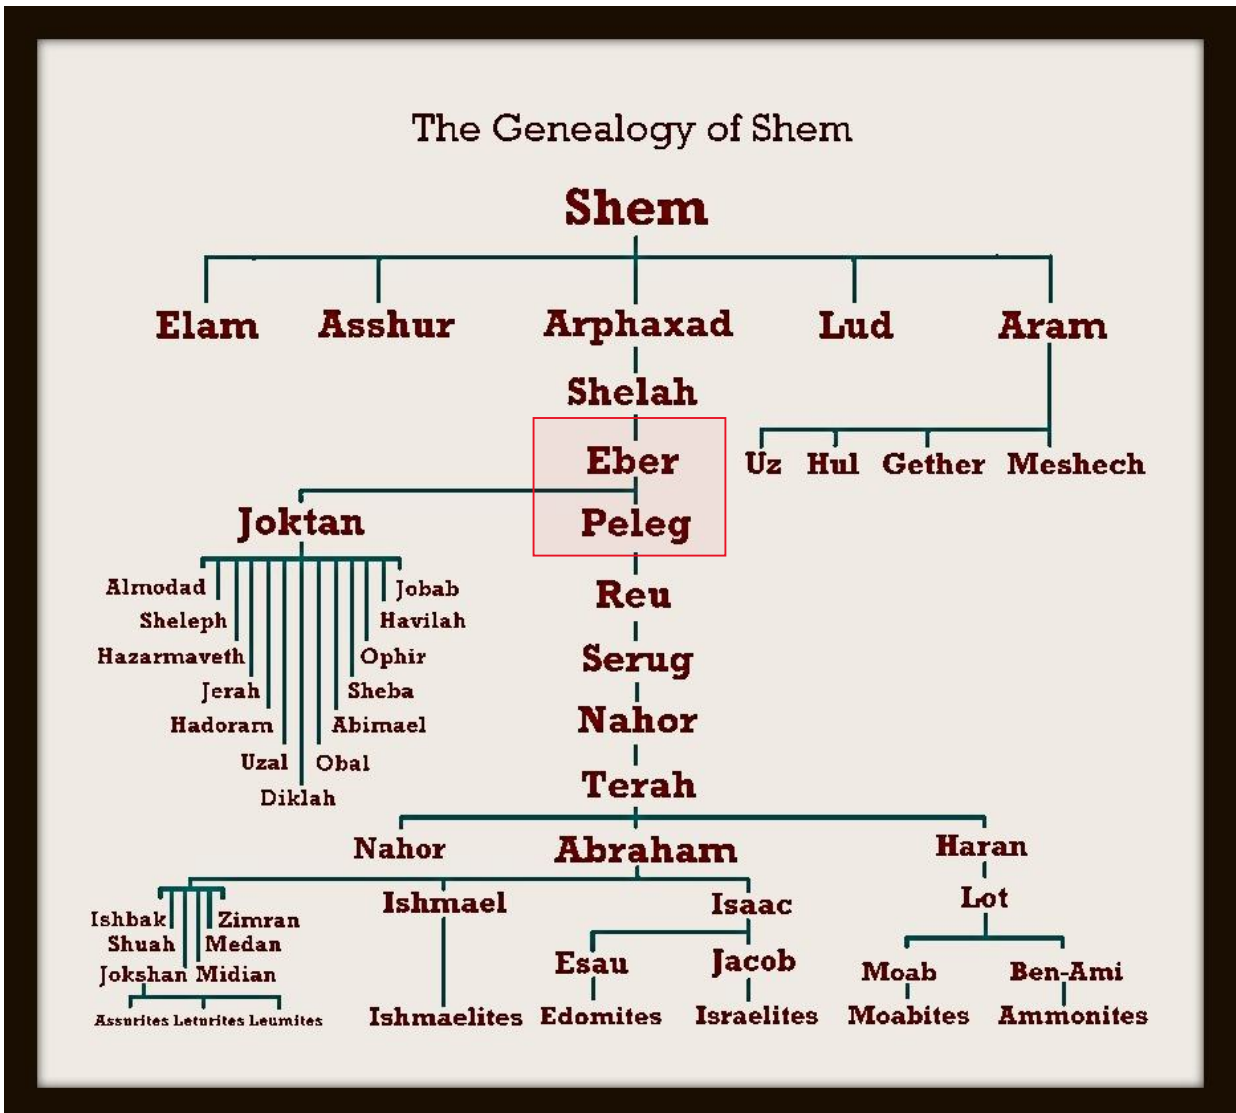 The Genealogy of Shem
Shem
Elam Asshur Arphaxad Lud Aram
Shelah
Eber
Uz Hul Gether Meshech
Joktan Peleg
Almodad Jobab
Reu
Sheleph Havilah
Hazarmaveth Ophir
Serug
Jerah Sheba
Hadoram Abimael
Nahor
Uzal Obal
Terah
Diklah
Nahor Abraham Haran
Ishmael Isaac Lot
Ishbak Zimran
Shuah Medan
Esau Jacob
Jokshan Midian
Moab Ben-Ami
Assurites Leturites Leumites
Ishmaelites Edomites Israelites Moabites Ammonites